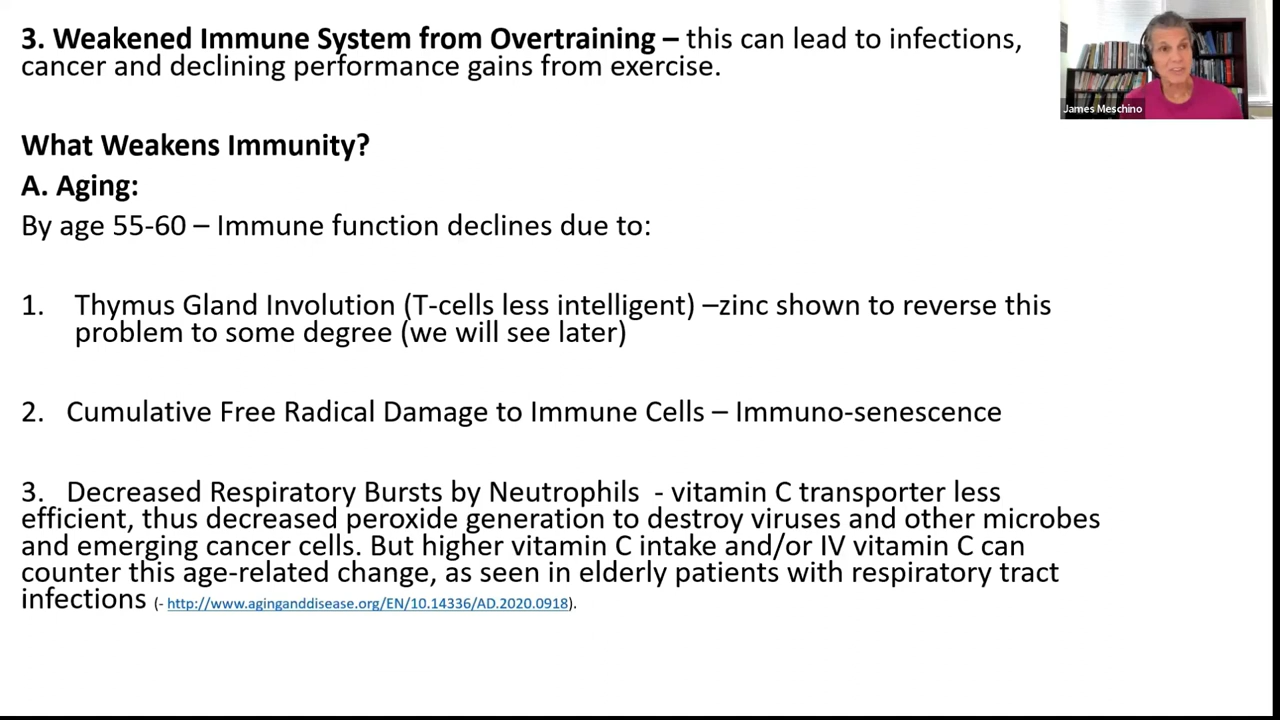 3. Weakened Immune System from Overtraining – this can lead to infections,
cancer and declining performance gains from exercise.
James Meschino
What Weakens Immunity?
A. Aging:
By age 55-60 – Immune function declines due to:
1. Thymus Gland Involution (T-cells less intelligent) –zinc shown to reverse this
problem to some degree (we will see later)
2. Cumulative Free Radical Damage to Immune Cells – Immuno-senescence
3. Decreased Respiratory Bursts by Neutrophils - vitamin C transporter less
efficient, thus decreased peroxide generation to destroy viruses and other microbes
and emerging cancer cells. But higher vitamin C intake and/or IV vitamin C can
counter this age-related change, as seen in elderly patients with respiratory tract
infections (- http://www.aginganddisease.org/EN/10.14336/AD.2020.0918).